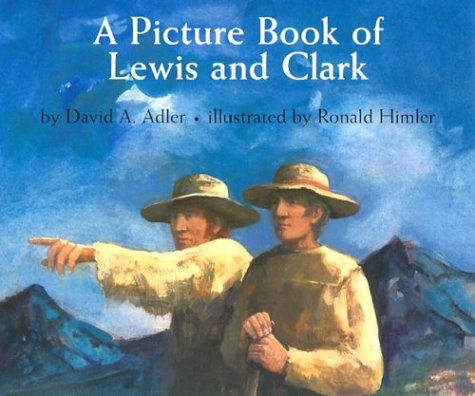 A Picture Book of
Lewis and Clark
by David A. Adler • illustrated by Ronald Himler